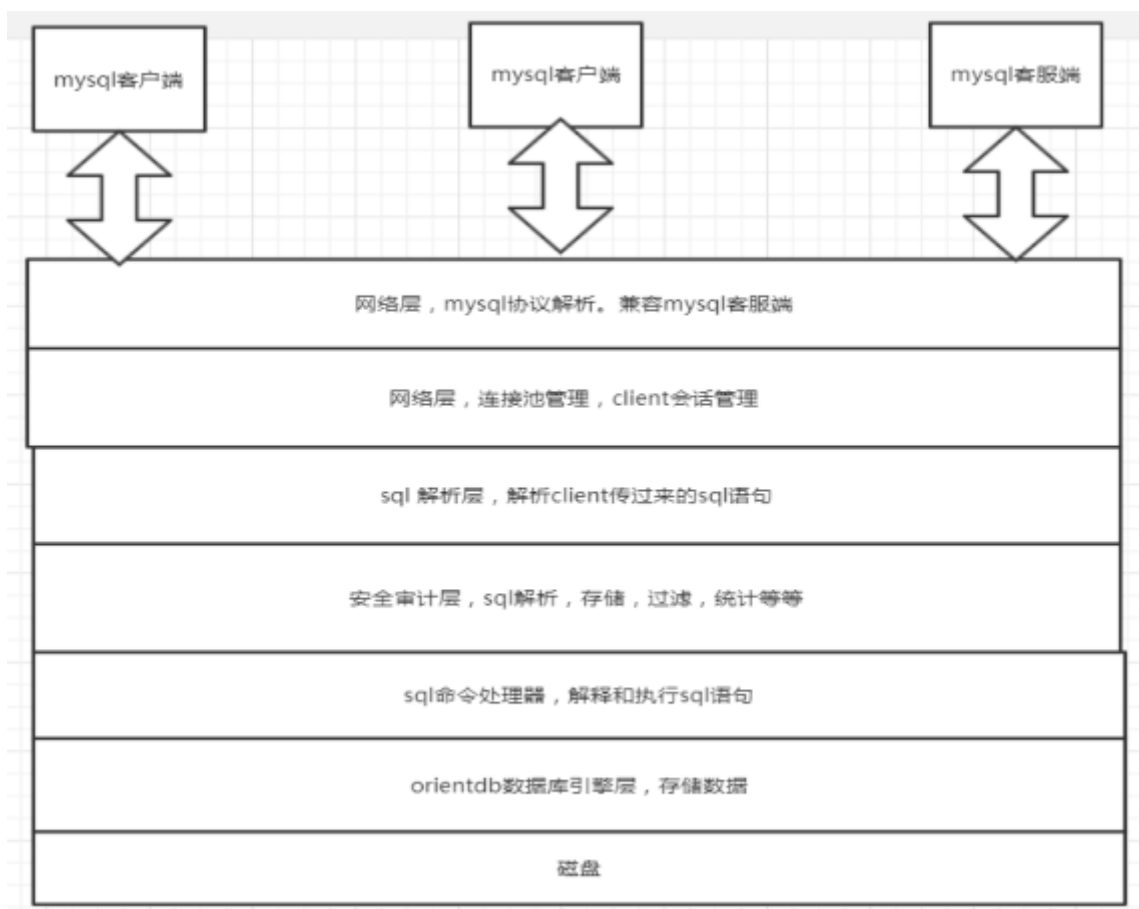 mysql客户端
mysql客户端
mysql客服端
网络层，mysql协议解析。兼容mysql客服端
网络层，连接池管理，client会话管理
sql 解析层，解析client传过来的sql语句
安全审计层，sql解析，存储，过滤，统计等等
sql命令处理器，解释和执行sql语句
orientdb数据库引擎层，存储数据
磁盘